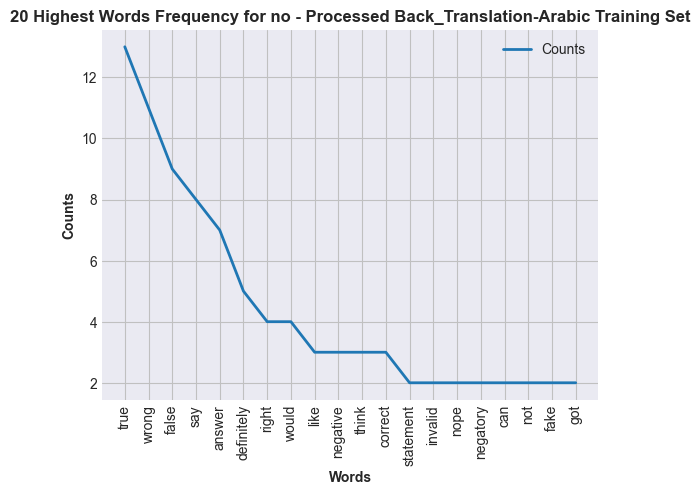 20 Highest Words Frequency for no - Processed Back_Translation-Arabic Training Set
Counts
12
10
8
6
4
2
Counts
true
wrong
false
say
answer
definitely
right
would
like
negative
think
correct
statement
invalid
nope
negatory
can
not
fake
got
Words